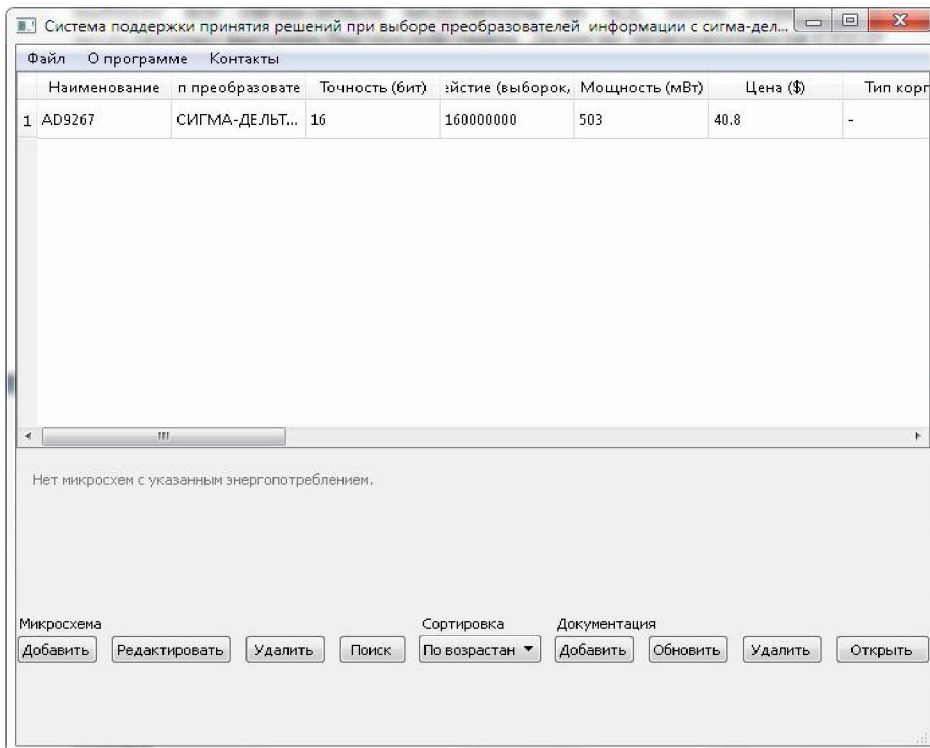 Система поддержки принятия решений при выборе преобразователей информации с сигма-дел...
Файл О программе Контакты
Наименование п преобразовате Точность (бит) ействие (выборок, Мощность (мВт) Цена ($) Тип корп
1 AD9267 СИГМА-ДЕЛЬТ... 16 160000000 503 40.8 -
Нет микросхем с указанным энергопотреблением.
Микросхема Сортировка Документация
Добавить Редактировать Удалить Поиск По возрастан Добавить Обновить Удалить Открыть